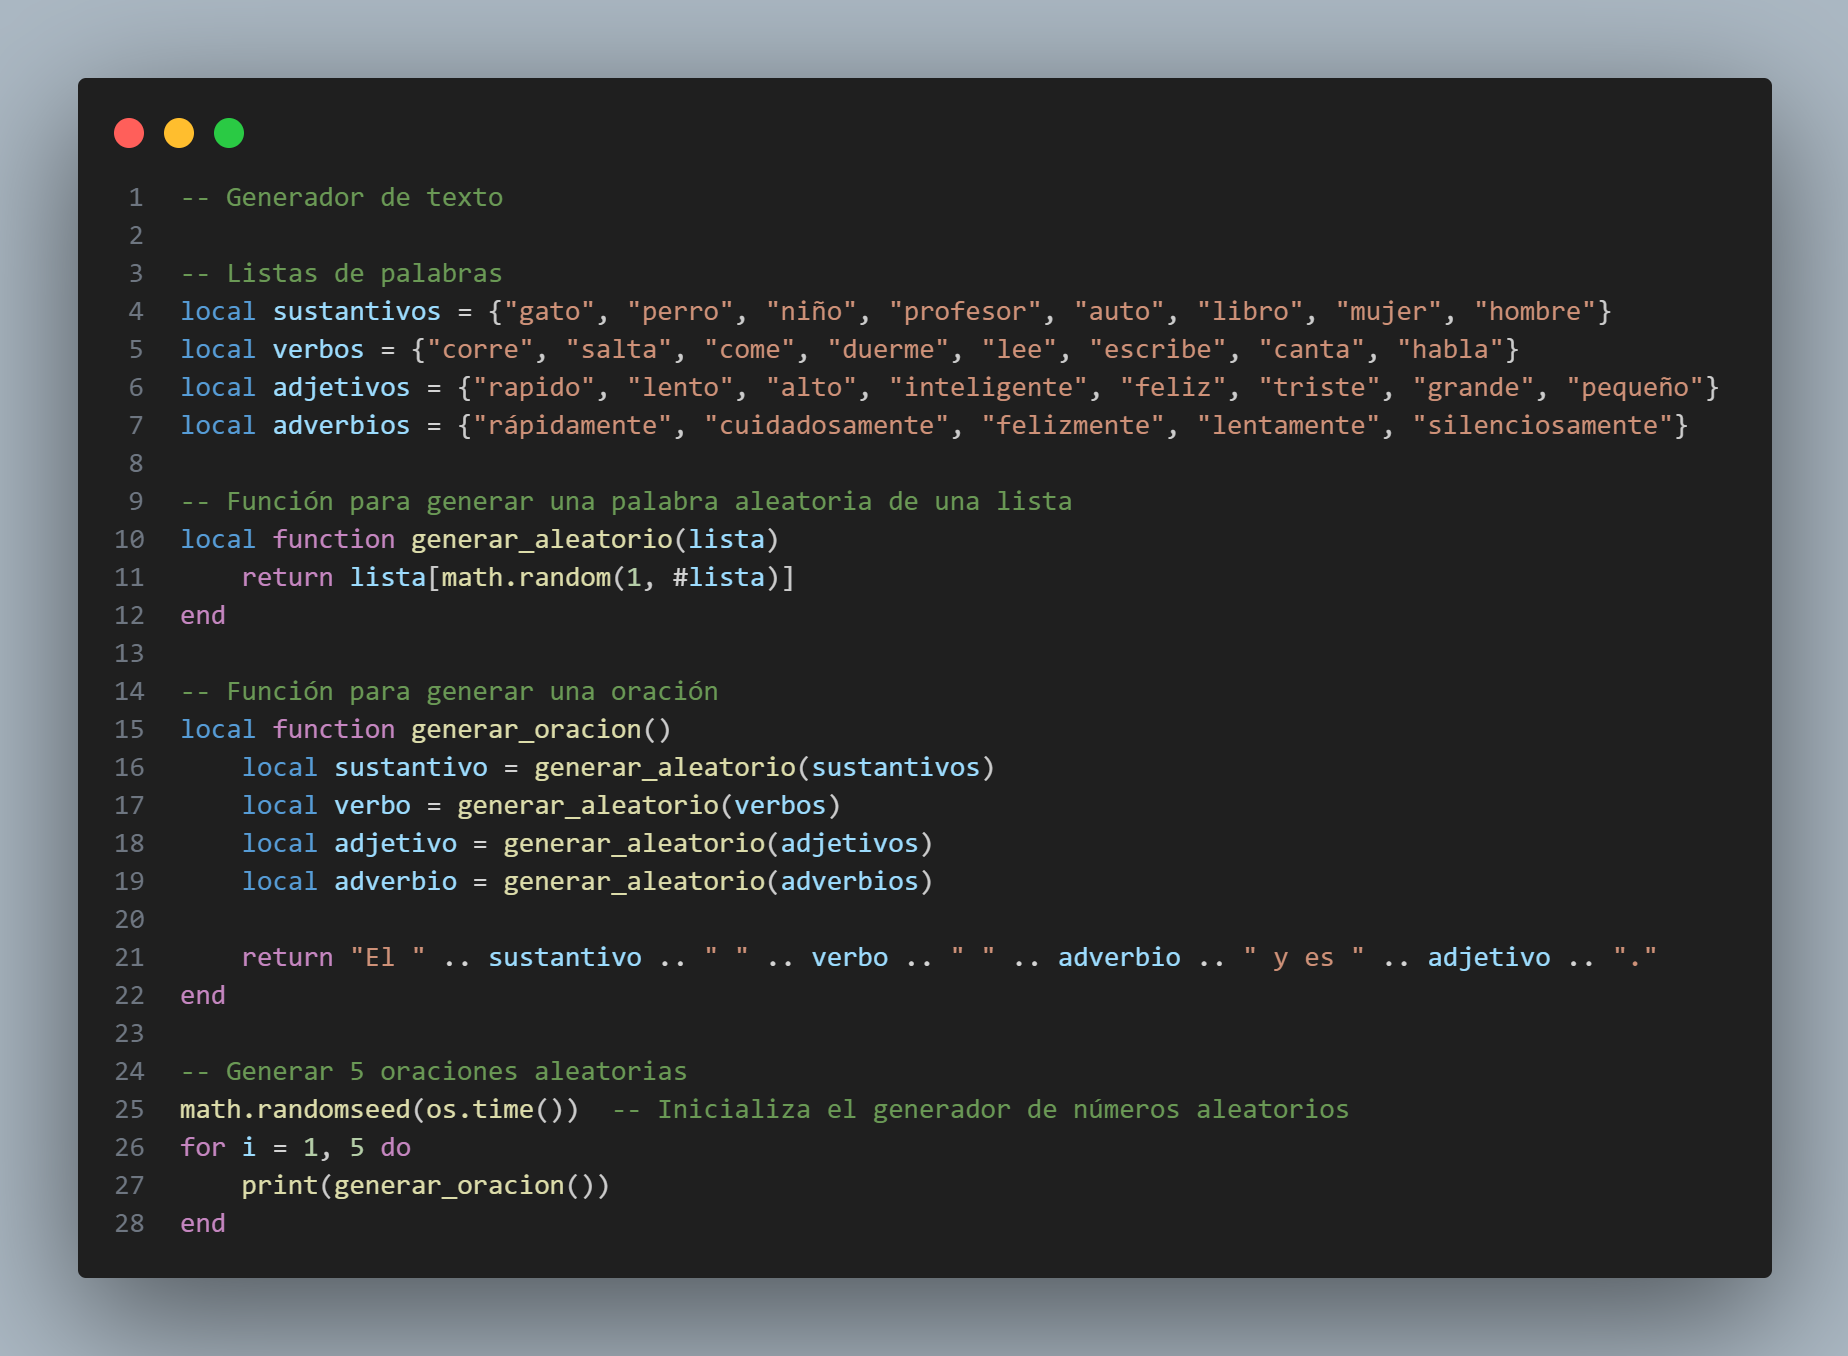 1 -- Generador de texto
2
3 -- Listas de palabras
4 local sustantivos = {"gato", "perro", "niño", "profesor", "auto", "libro", "mujer", "hombre"}
5 local verbos = {"corre", "salta", "come", "duerme", "lee", "escribe", "canta", "habla"}
6 local adjetivos = {"rapido", "lento", "alto", "inteligente", "feliz", "triste", "grande", "pequeño"}
7 local adverbios = {"rápidamente", "cuidadosamente", "felizmente", "lentamente", "silenciosamente"}
8
9 -- Función para generar una palabra aleatoria de una lista
10 local function generar_aleatorio(lista)
11     return lista[math.random(1, #lista)]
12 end
13
14 -- Función para generar una oración
15 local function generar_oracion()
16     local sustantivo = generar_aleatorio(sustantivos)
17     local verbo = generar_aleatorio(verbos)
18     local adjetivo = generar_aleatorio(adjetivos)
19     local adverbio = generar_aleatorio(adverbios)
20
21     return "El " .. sustantivo .. " " .. verbo .. " " .. adverbio .. " y es " .. adjetivo .. "."
22 end
23
24 -- Generar 5 oraciones aleatorias
25 math.randomseed(os.time())  -- Inicializa el generador de números aleatorios
26 for i = 1, 5 do
27     print(generar_oracion())
28 end